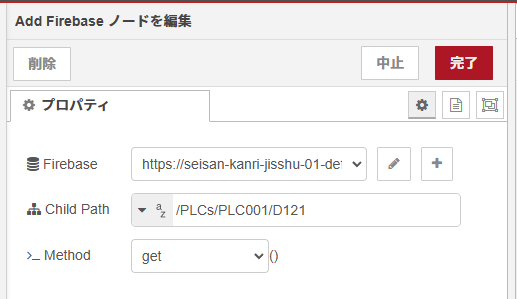 Add Firebase ノードを編集
削除 中止 完了
プロパティ
Firebase https://seisan-kanri-jisshu-01-def
Child Path az /PLCs/PLC001/D121
Method get ()